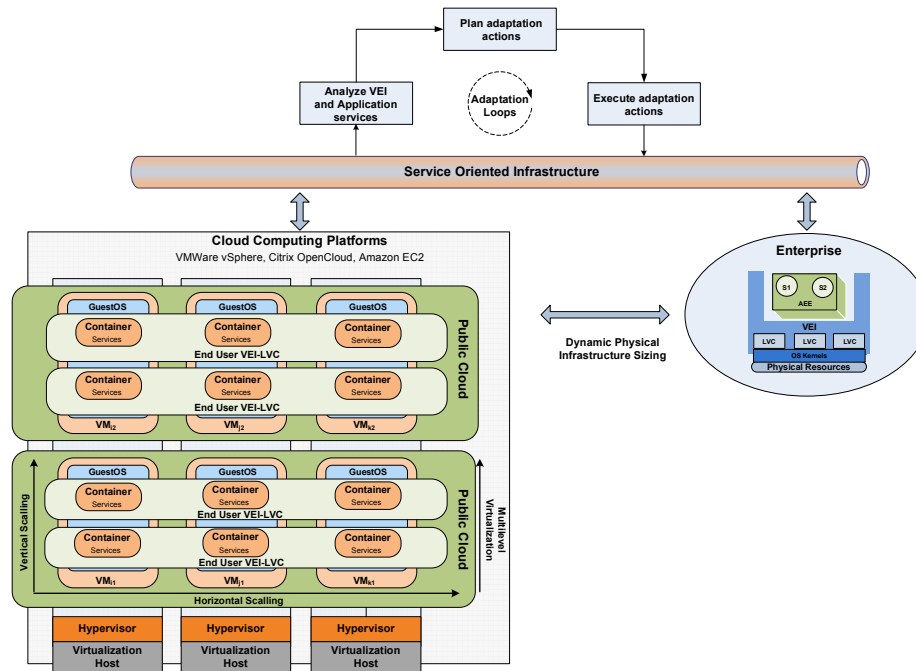 Plan adaptation
actions
Analyze VEI
and Application
services
Adaptation
Loops
Execute adaptation
actions
Service Oriented Infrastructure
Cloud Computing Platforms
VMWare vSphere, Citrix OpenCloud, Amazon EC2
GuestOS GuestOS GuestOS
Container Container Container
Services Services Services
End User VEI-LVC
Container Container Container
Services Services Services
End User VEI-LVC
VMi2 VMj2 VMk2
Public Cloud
GuestOS GuestOS GuestOS
Container Container Container
Services Services Services
End User VEI-LVC
Container Container Container
Services Services Services
End User VEI-LVC
VMi1 VMj1 VMk1
Public Cloud
Vertical Scalling
Horizontal Scalling
Multilevel
Virtualization
Hypervisor Hypervisor Hypervisor
Virtualization Virtualization Virtualization
Host Host Host
Dynamic Physical
Infrastructure Sizing
Enterprise
S1 S2
AEE
VEI
LVC LVC LVC
OS Kernels
Physical Resources